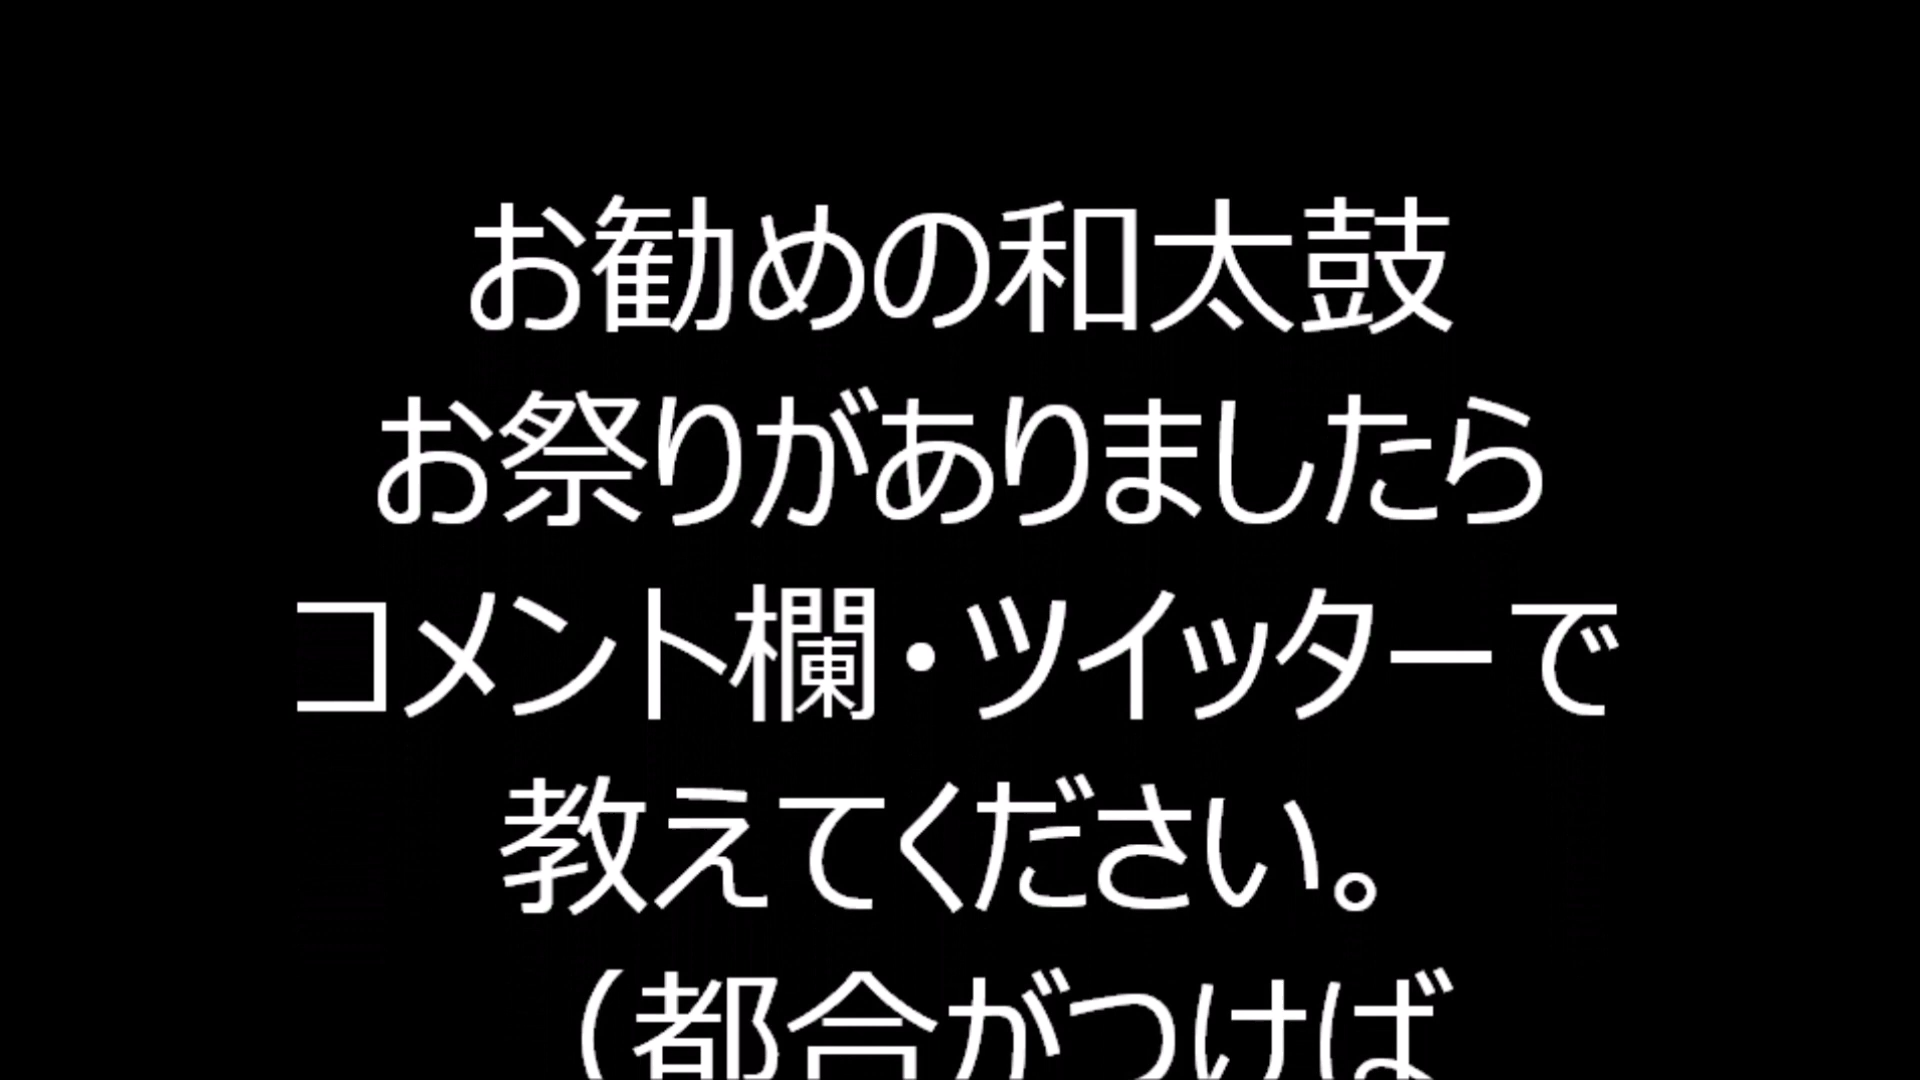 お勧めの和太鼓
お祭りがありましたら
コメント欄・ツイッターで
教えてください。
（都合がつけば